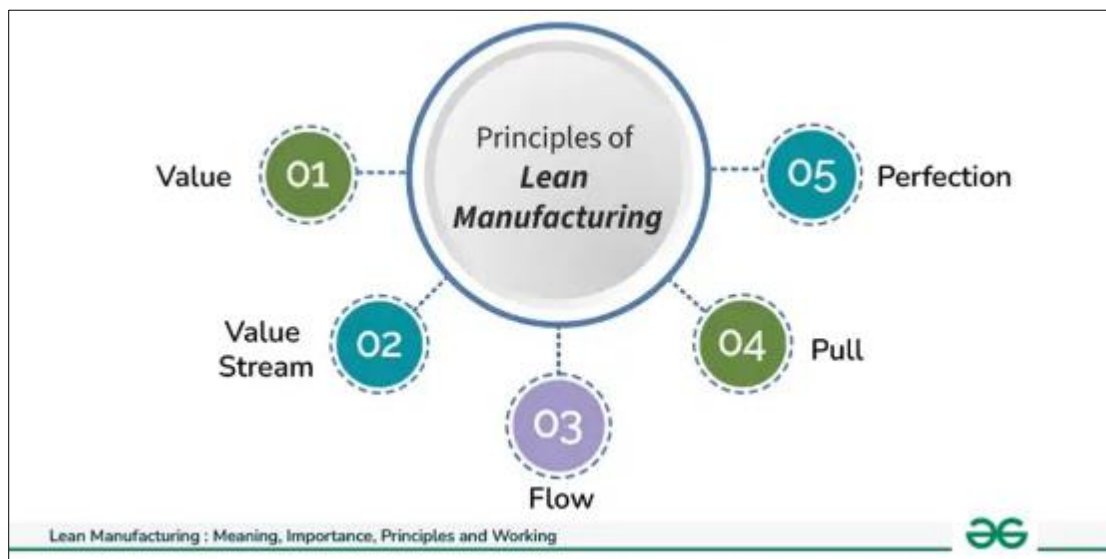 Principles of
Lean
Manufacturing
Value
01
Value
Stream
02
03
Flow
04
Pull
05
Perfection
Lean Manufacturing : Meaning, Importance, Principles and Working